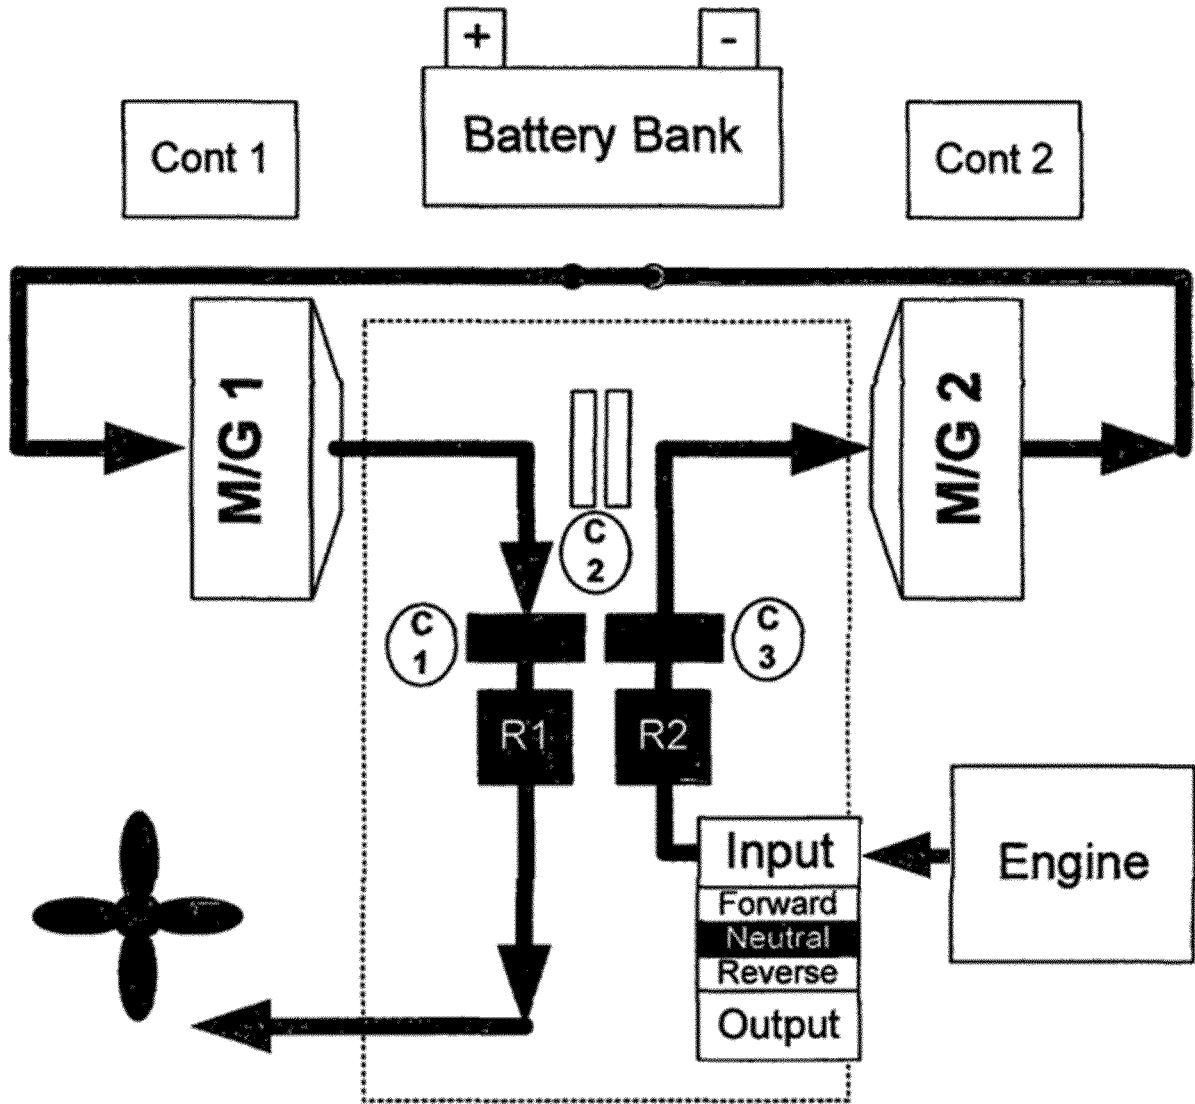 +
-
Battery Bank
Cont 1
Cont 2
M/G 1
M/G 2
C
2
C
1
C
3
R1
R2
Input
Forward
Neutral
Reverse
Output
Engine